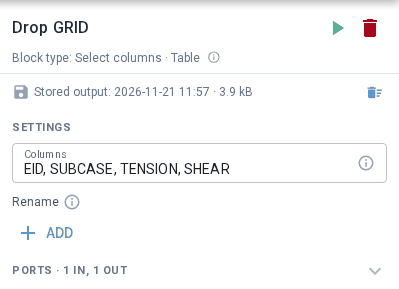 Drop GRID
Block type: Select columns · Table
Stored output: 2026-11-21 11:57 · 3.9 kB
SETTINGS
Columns
EID, SUBCASE, TENSION, SHEAR
Rename
ADD
PORTS · 1 IN, 1 OUT